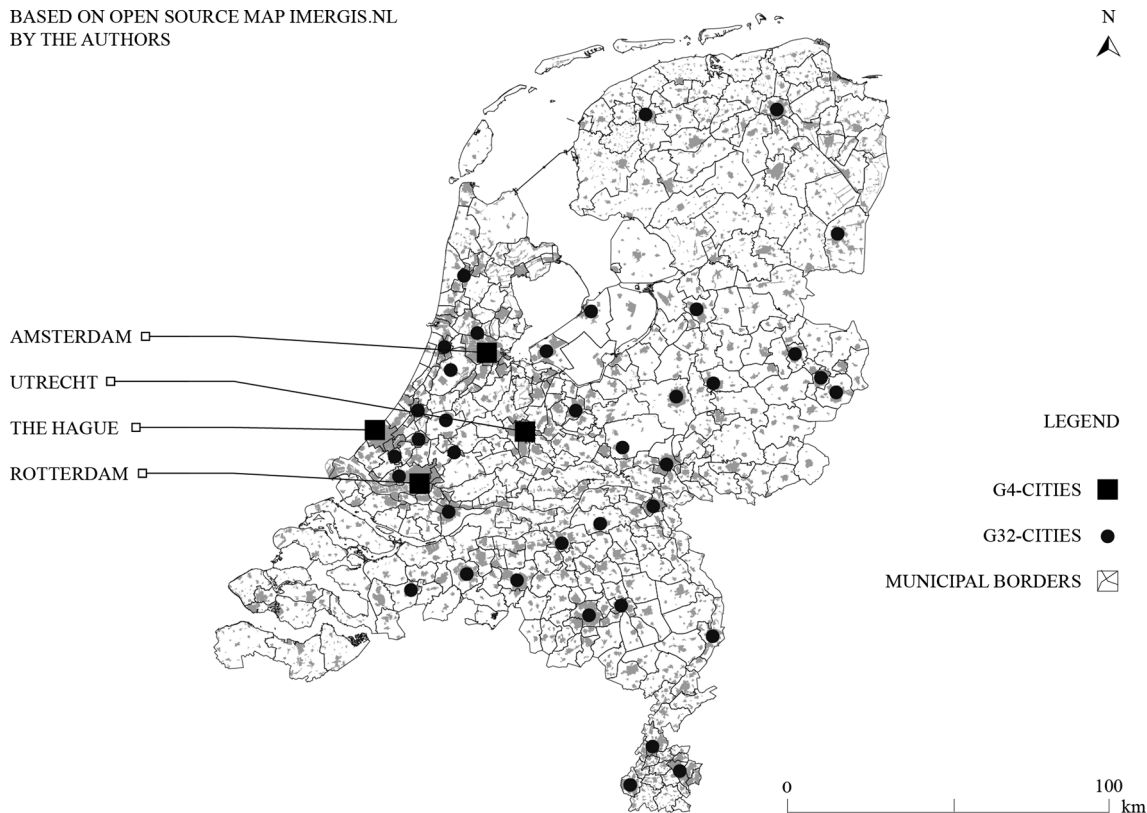 BASED ON OPEN SOURCE MAP IMERGIS.NL
BY THE AUTHORS
N
AMSTERDAM
UTRECHT
THE HAGUE
ROTTERDAM
LEGEND
G4-CITIES
G32-CITIES
MUNICIPAL BORDERS
0
100
km